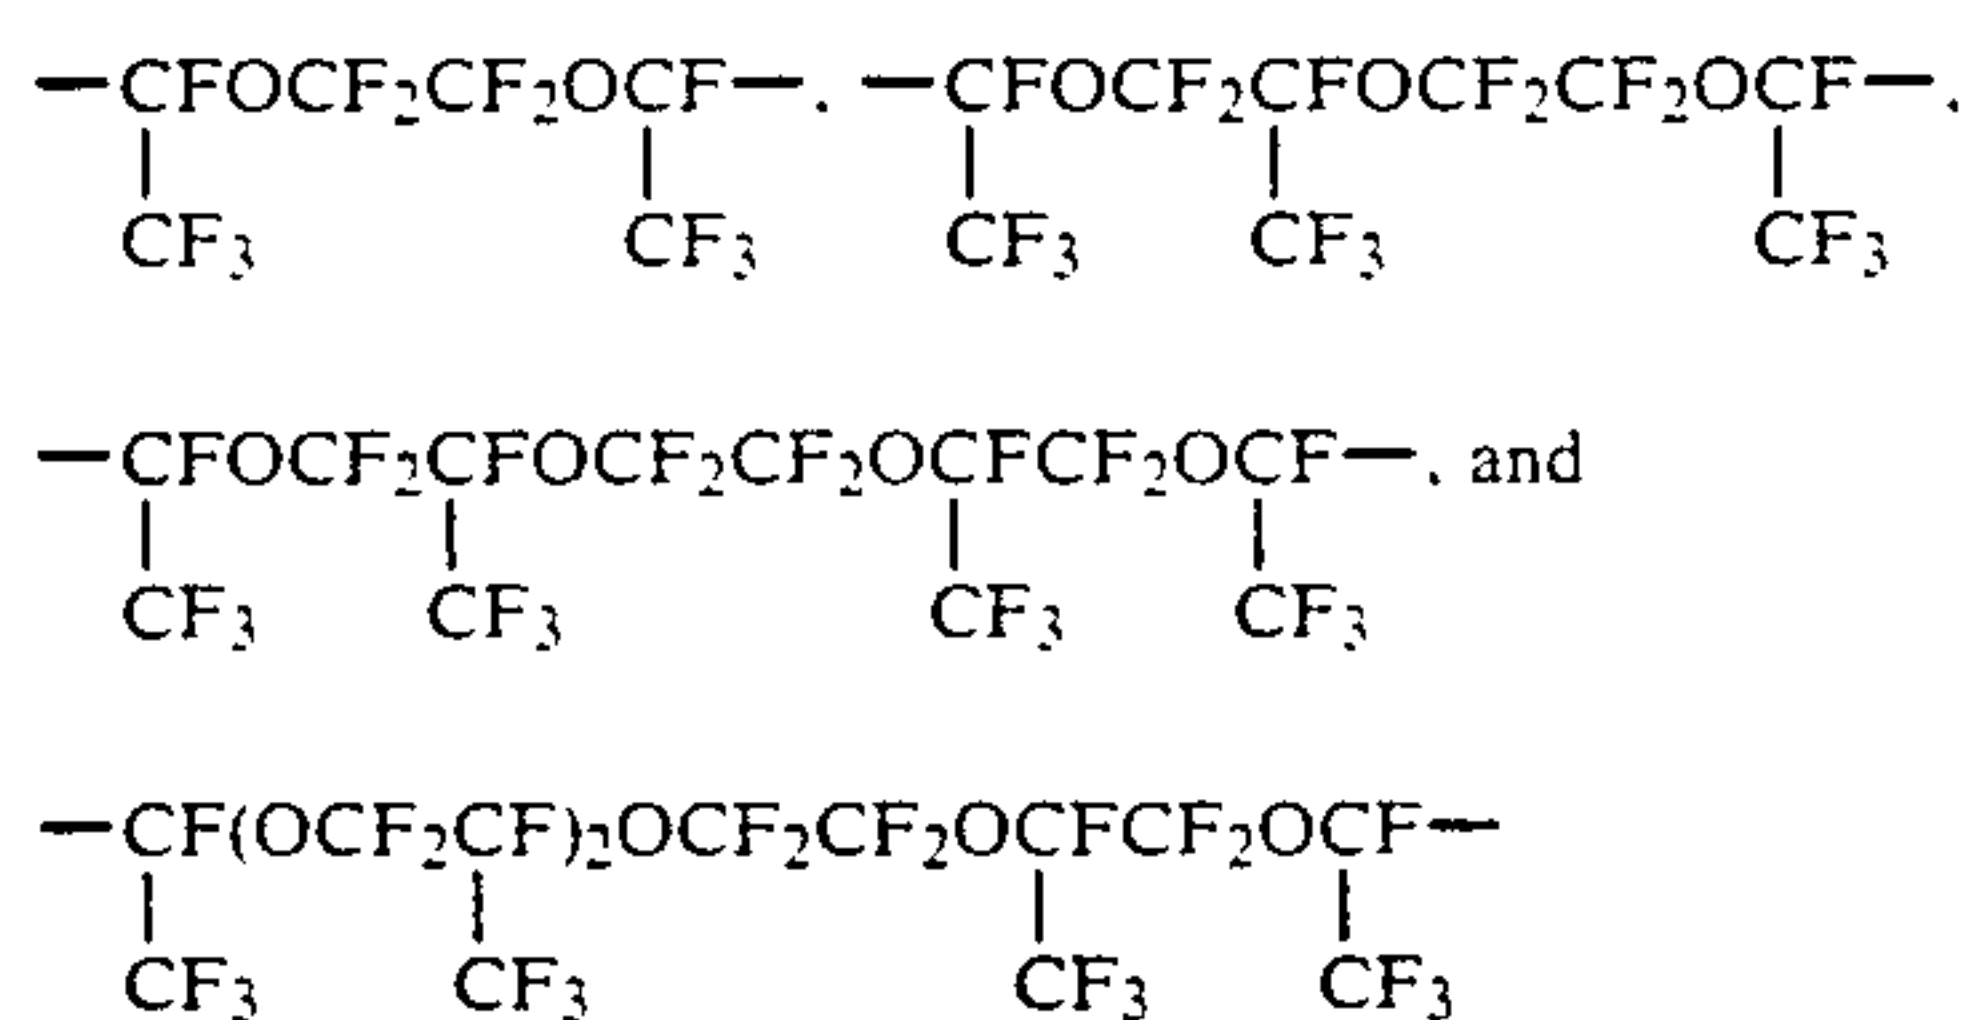 —CFOCF₂CF₂OCF—. —CFOCF₂CFOCF₂CF₂OCF—.
CF₃ CF₃ CF₃ CF₃ CF₃
—CFOCF₂CFOCF₂CF₂OCFCF₂OCF—. and
CF₃ CF₃ CF₃ CF₃
—CF(OCF₂CF)₂OCF₂CF₂OCFCF₂OCF—
CF₃ CF₃ CF₃ CF₃